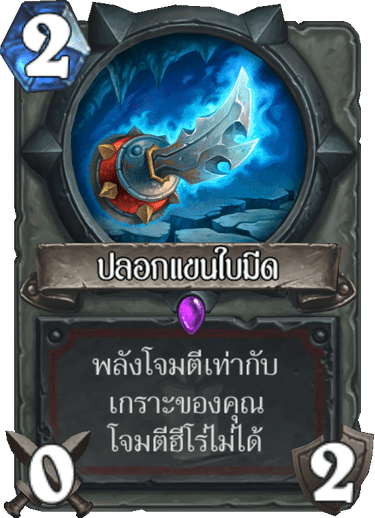 2
ปลอกแขนใบมีด
พลังโจมตีเท่ากับ
เกราะของคุณ
โจมตีฮีโร่ไม่ได้
0
2